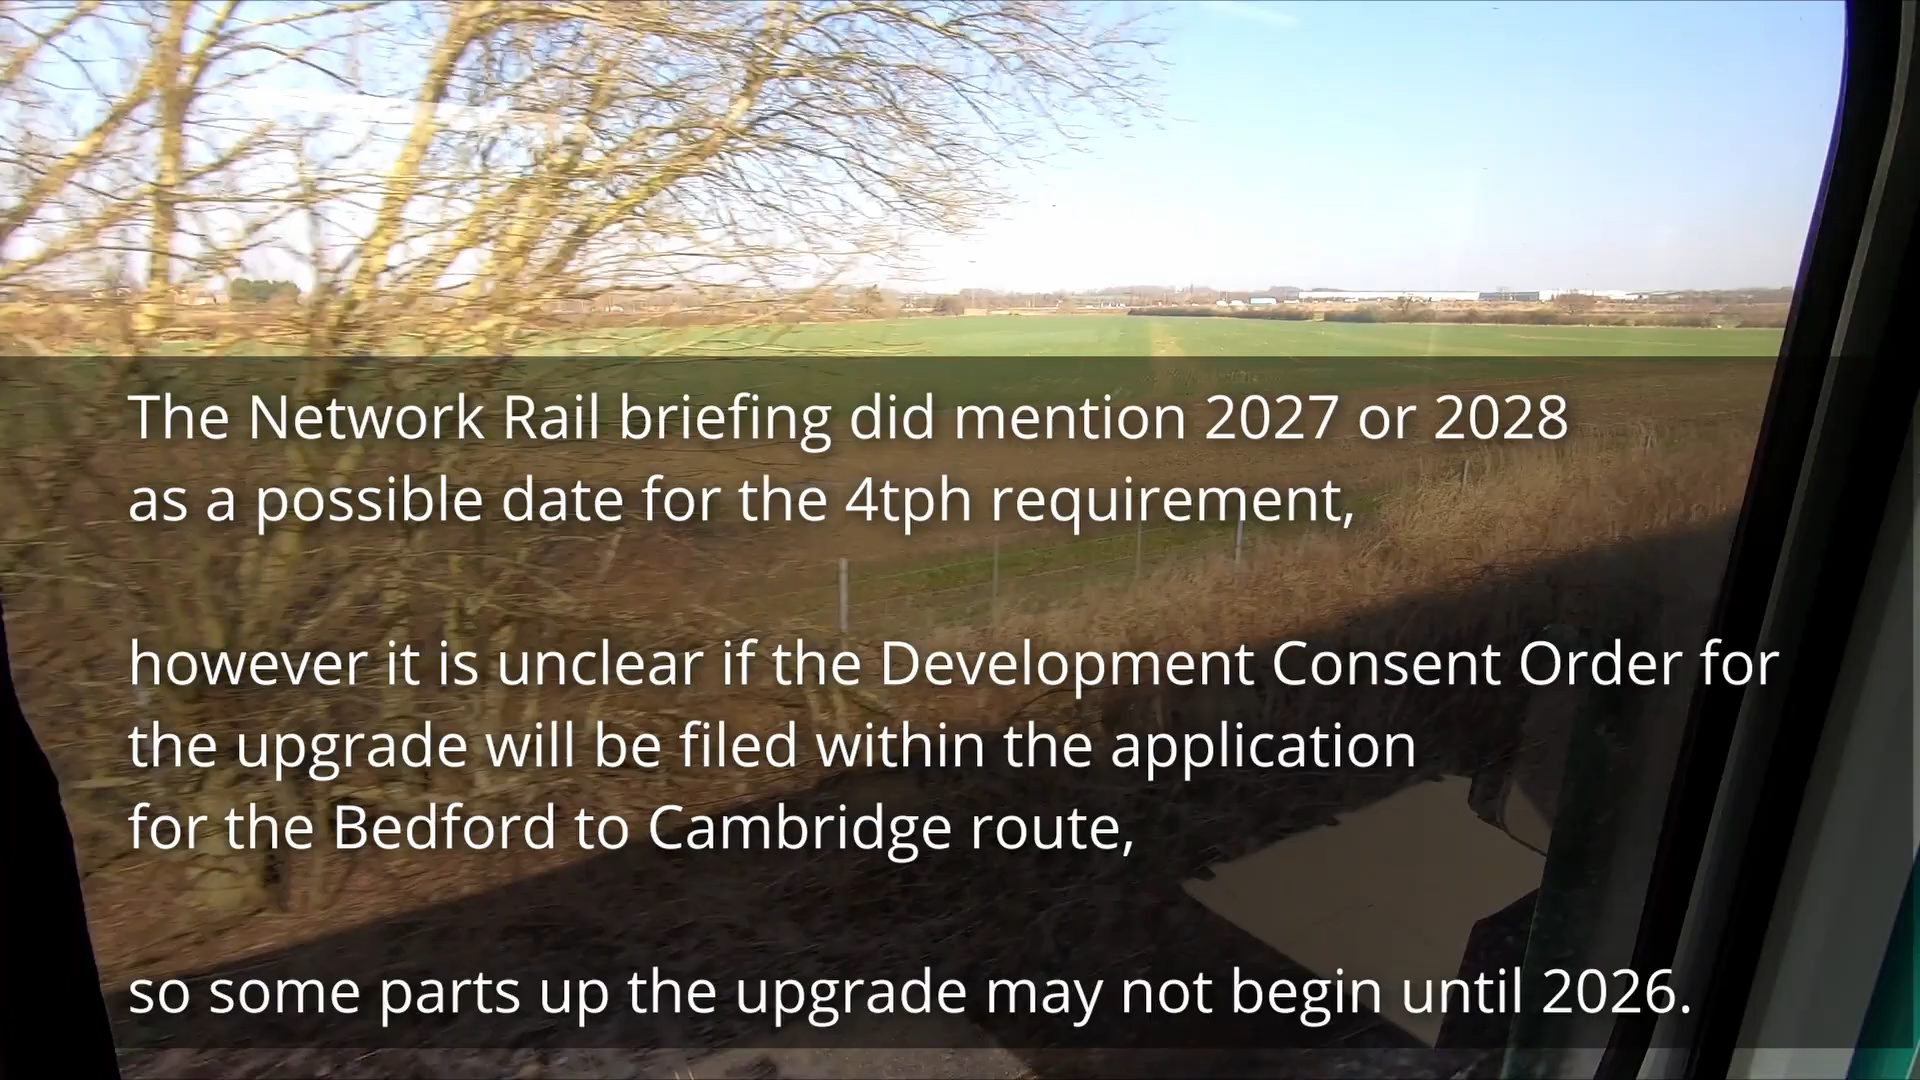 The Network Rail briefing did mention 2027 or 2028
as a possible date for the 4tph requirement,
however it is unclear if the Development Consent Order for
the upgrade will be filed within the application
for the Bedford to Cambridge route,
so some parts up the upgrade may not begin until 2026.